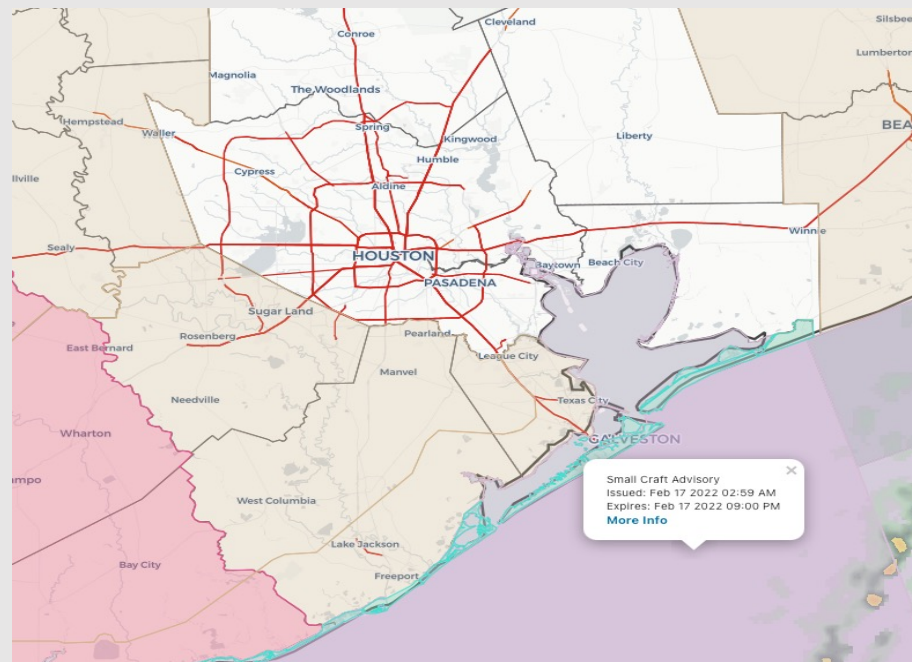 Cleveland
Silsbee
Conroe
Lumberton
Magnolia
The Woodlands
Hempstead
Waller
Spring
Kingwood
Liberty
BEA
Humble
llville
Cypress
Aldine
Winnie
Sealy
HOUSTON
Baytown
Beach City
PASADENA
Sugar Land
Rosenberg
Pearland
East Bernard
League City
Manvel
Needville
Texas City
Wharton
GALVESTON
ampo
Small Craft Advisory
Issued: Feb 17 2022 02:59 AM
Expires: Feb 17 2022 09:00 PM
More Info
West Columbia
Lake Jackson
Bay City
Freeport